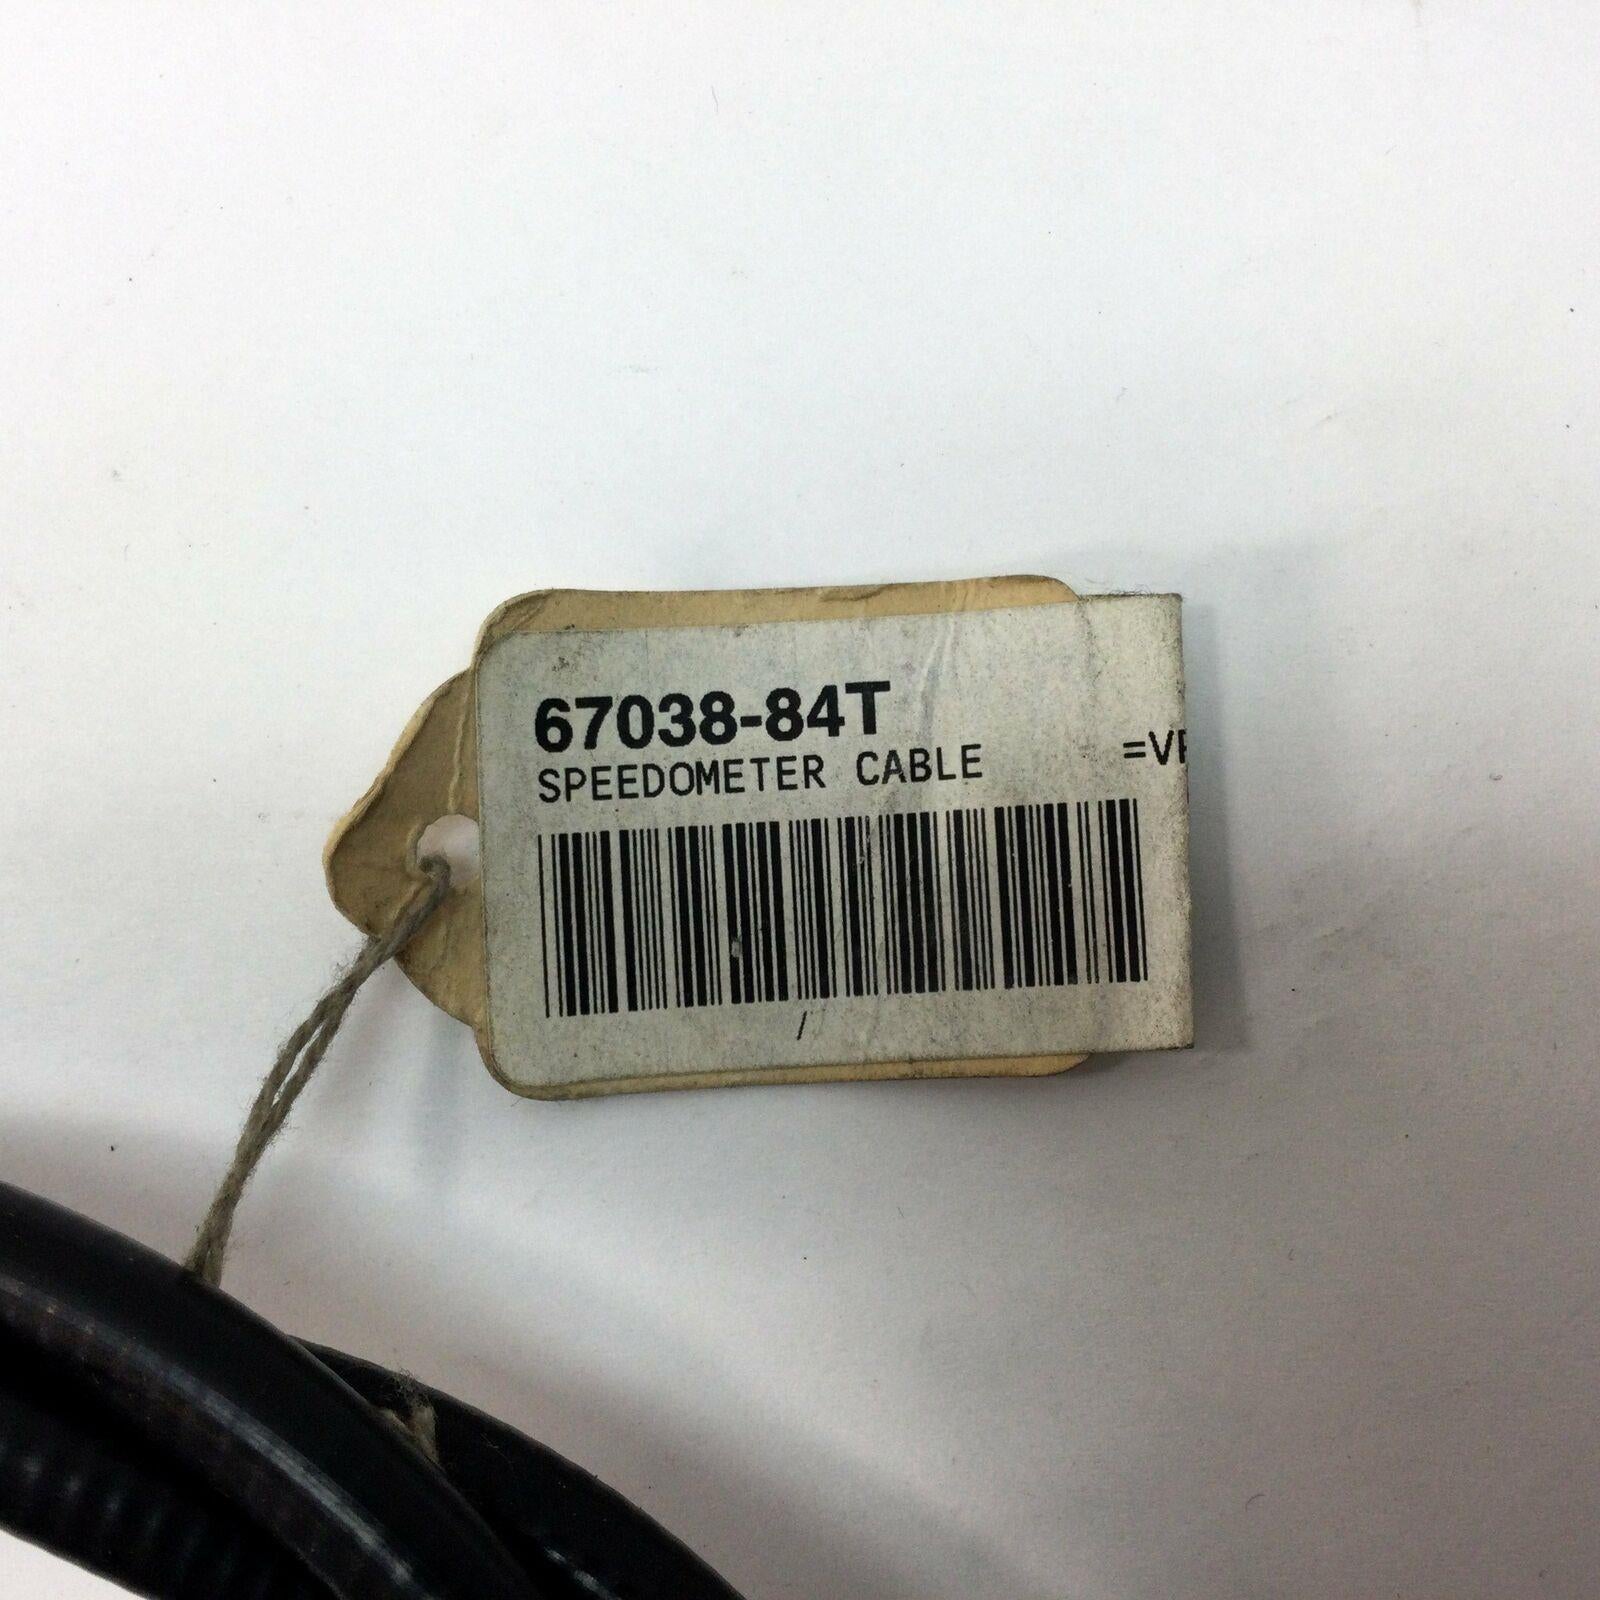 67038-84T
SPEEDOMETER CABLE
/